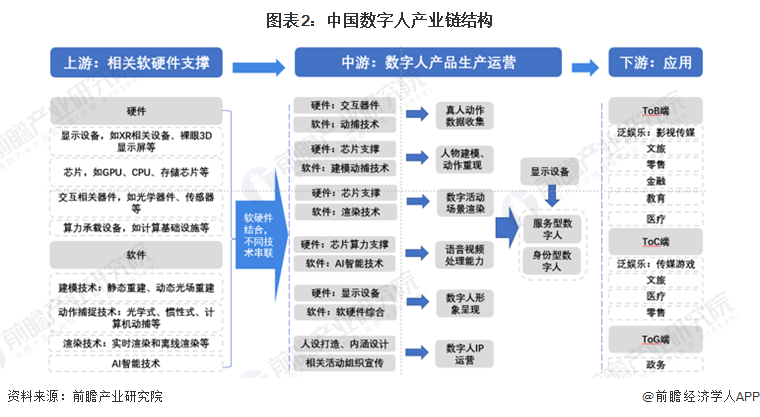 图表2：中国数字人产业链结构
上游：相关软硬件支撑
中游：数字人产品生产运营
下游：应用
硬件
显示设备，如XR相关设备、裸眼3D
显示屏等
芯片，如GPU、CPU、存储芯片等
交互相关器件，如光学器件、传感器
等
算力承载设备，如计算基础设施等
软件
建模技术：静态重建、动态光场重建
动作捕捉技术：光学式、惯性式、计
算机动捕等
渲染技术：实时渲染和离线渲染等
AI智能技术
软硬件
结合，
不同技
术串联
硬件：交互器件
软件：动捕技术
真人动作
数据收集
硬件：芯片支撑
软件：建模动捕技术
人物建模、
动作重现
硬件：芯片支撑
软件：渲染技术
数字活动
场景渲染
硬件：芯片算力支撑
软件：AI智能技术
语音视频
处理能力
硬件：显示设备
软件：软硬件综合
数字人形
象呈现
人设打造、内涵设计
相关活动组织宣传
数字人IP
运营
显示设备
服务型数
字人
身份型数
字人
ToB端
泛娱乐：影视传媒
文旅
零售
金融
教育
医疗
ToC端
泛娱乐：传媒游戏
文旅
医疗
零售
ToG端
政务
前瞻产业研究院
资料来源：前瞻产业研究院
@前瞻经济学人APP